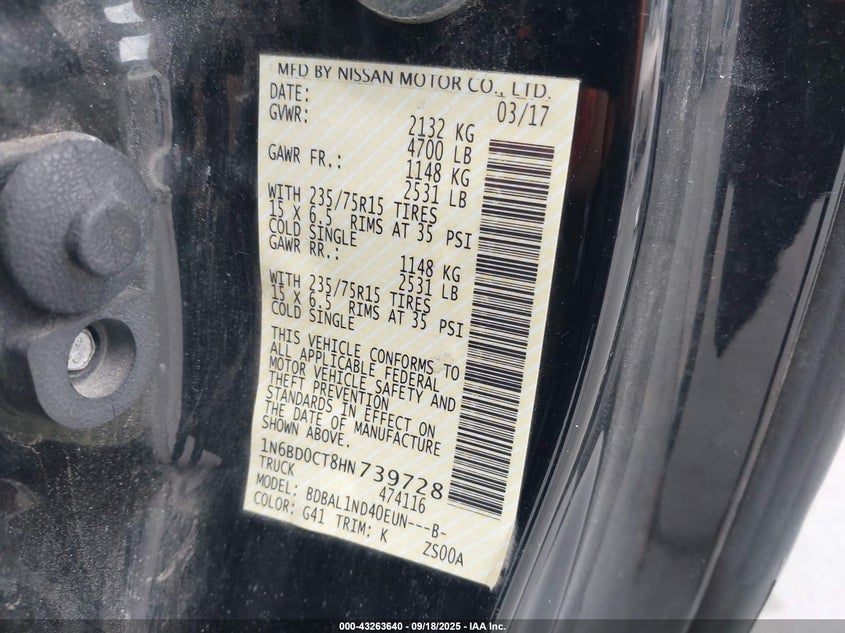 MFD BY NISSAN MOTOR CO., LTD.
DATE: 03/17
GVWR: 2132 KG
4700 LB
GAWR FR.: 1148 KG
2531 LB
WITH 235/75R15 TIRES
15 X 6.5 RIMS AT 35 PSI
COLD SINGLE
GAWR RR.: 1148 KG
2531 LB
WITH 235/75R15 TIRES
15 X 6.5 RIMS AT 35 PSI
COLD SINGLE
THIS VEHICLE CONFORMS TO
ALL APPLICABLE FEDERAL
MOTOR VEHICLE SAFETY AND
THEFT PREVENTION
STANDARDS IN EFFECT ON
THE DATE OF MANUFACTURE
SHOWN ABOVE.
1N6BD0CT8HN739728
TRUCK 474116
MODEL: BDBAL1ND40EUN---B-
COLOR: G41 TRIM: K ZS00A
000-43263640 - 09/18/2025 - IAA Inc.